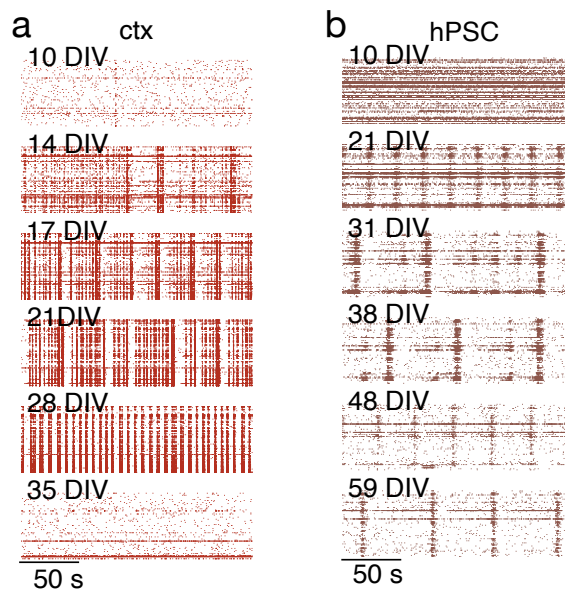 a
ctx
10 DIV
14 DIV
17 DIV
21DIV
28 DIV
35 DIV
50 s
b
hPSC
10 DIV
21 DIV
31 DIV
38 DIV
48 DIV
59 DIV
50 s